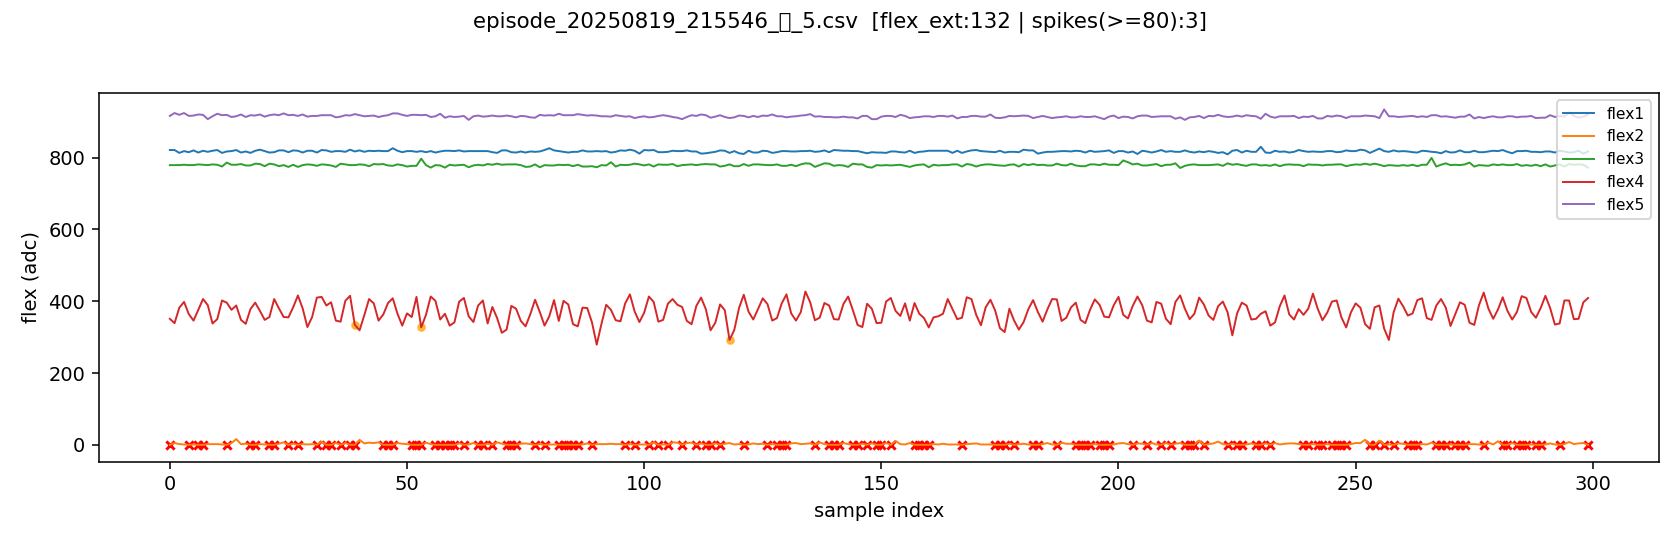 episode_20250819_215546_▯_5.csv [flex_ext:132 | spikes(>=80):3]
flex1
flex2
flex3
flex4
flex5
flex (adc)
800
600
400
200
0
0
50
100
150
200
250
300
sample index